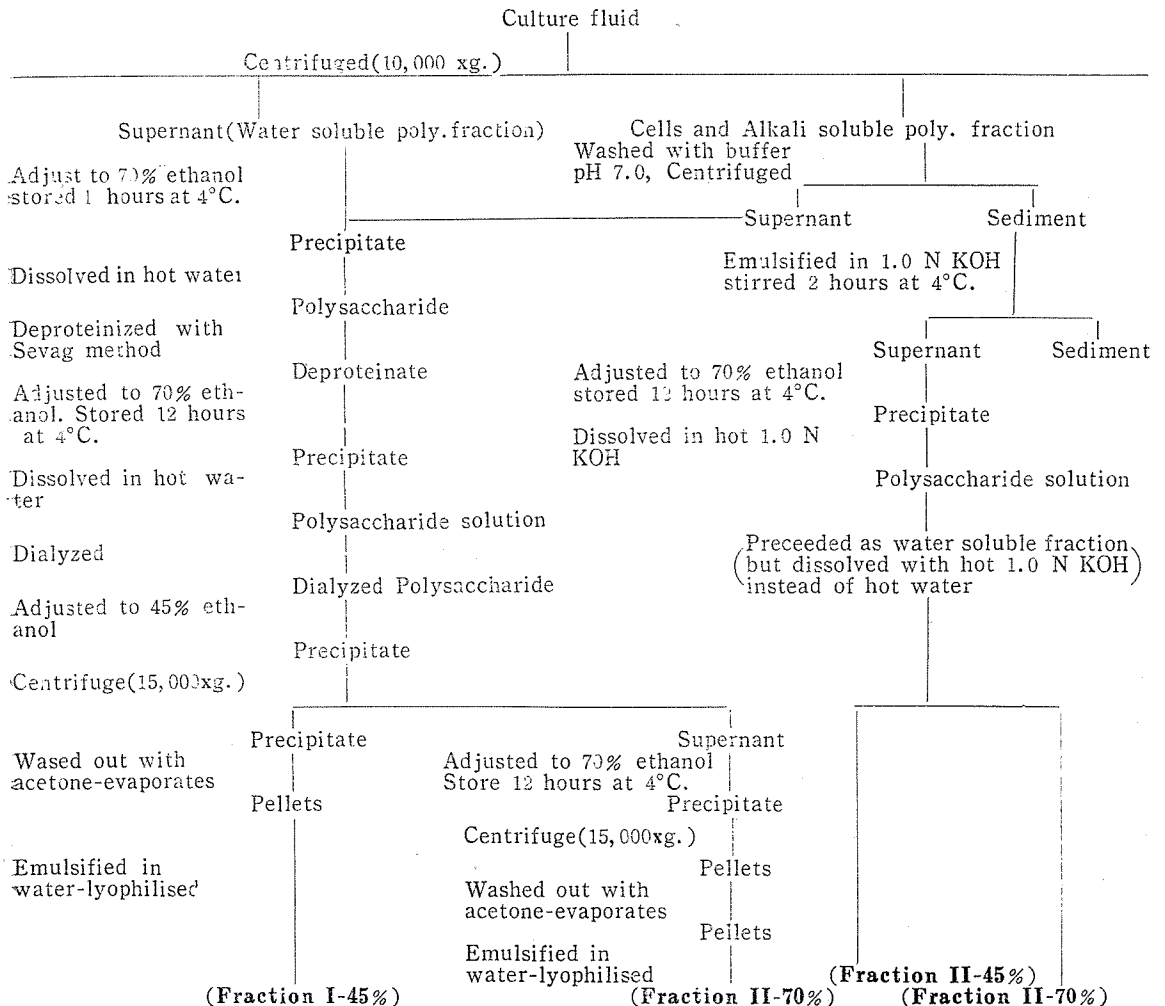 Culture fluid
Centrifuged(10,000 xg.)
Supernant(Water soluble poly.fraction)
Cells and Alkali soluble poly. fraction
Washed with buffer
pH 7.0, Centrifuged
Adjust to 70% ethanol
stored 1 hours at 4°C.
Supernant
Sediment
Precipitate
Emulsified in 1.0 N KOH
stirred 2 hours at 4°C.
Dissolved in hot water
Polysaccharide
Deproteinized with
Sevag method
Supernant
Sediment
Deproteinate
Adjusted to 70% ethanol
stored 12 hours at 4°C.
Adjusted to 70% eth-
anol. Stored 12 hours
at 4°C.
Precipitate
Dissolved in hot 1.0 N
KOH
Precipitate
Dissolved in hot wa-
ter
Polysaccharide solution
Polysaccharide solution
Dialyzed
(Preceeded as water soluble fraction
but dissolved with hot 1.0 N KOH)
instead of hot water
Dialyzed Polysaccharide
Adjusted to 45% eth-
anol
Precipitate
Centrifuge(15,000xg.)
Precipitate
Supernant
Wased out with
acetone-evaporates
Adjusted to 70% ethanol
Store 12 hours at 4°C.
Pellets
Precipitate
Centrifuge(15,000xg.)
Emulsified in
water-lyophilised
Pellets
Washed out with
acetone-evaporates
Pellets
Emulsified in
water-lyophilised
(Fraction II-45%)
(Fraction I-45%)
(Fraction II-70%)
(Fraction II-70%)